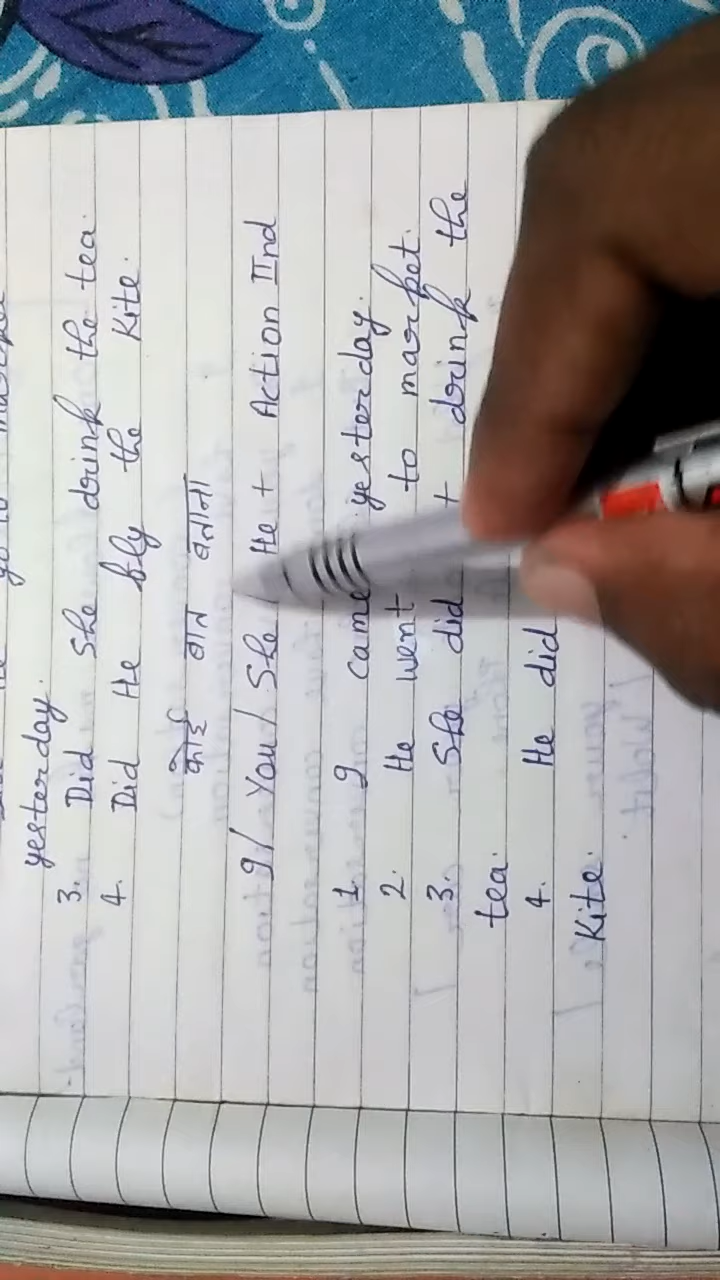 yesterday.
3. Did She drink the tea.
4. Did He fly the Kite.
कोई बात बताना
I / You / She He + Action IInd
1. I came yesterday.
2. He went to market.
3. She did drink the
tea.
4. He did
Kite.